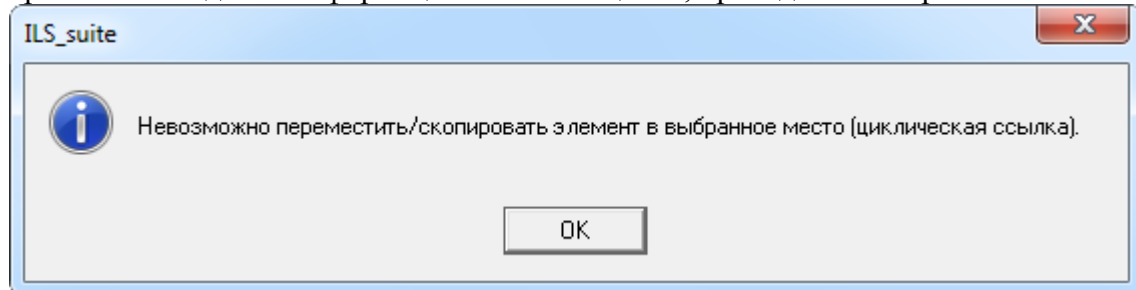 ILS_suite
Невозможно переместить/скопировать элемент в выбранное место (циклическая ссылка).
OK